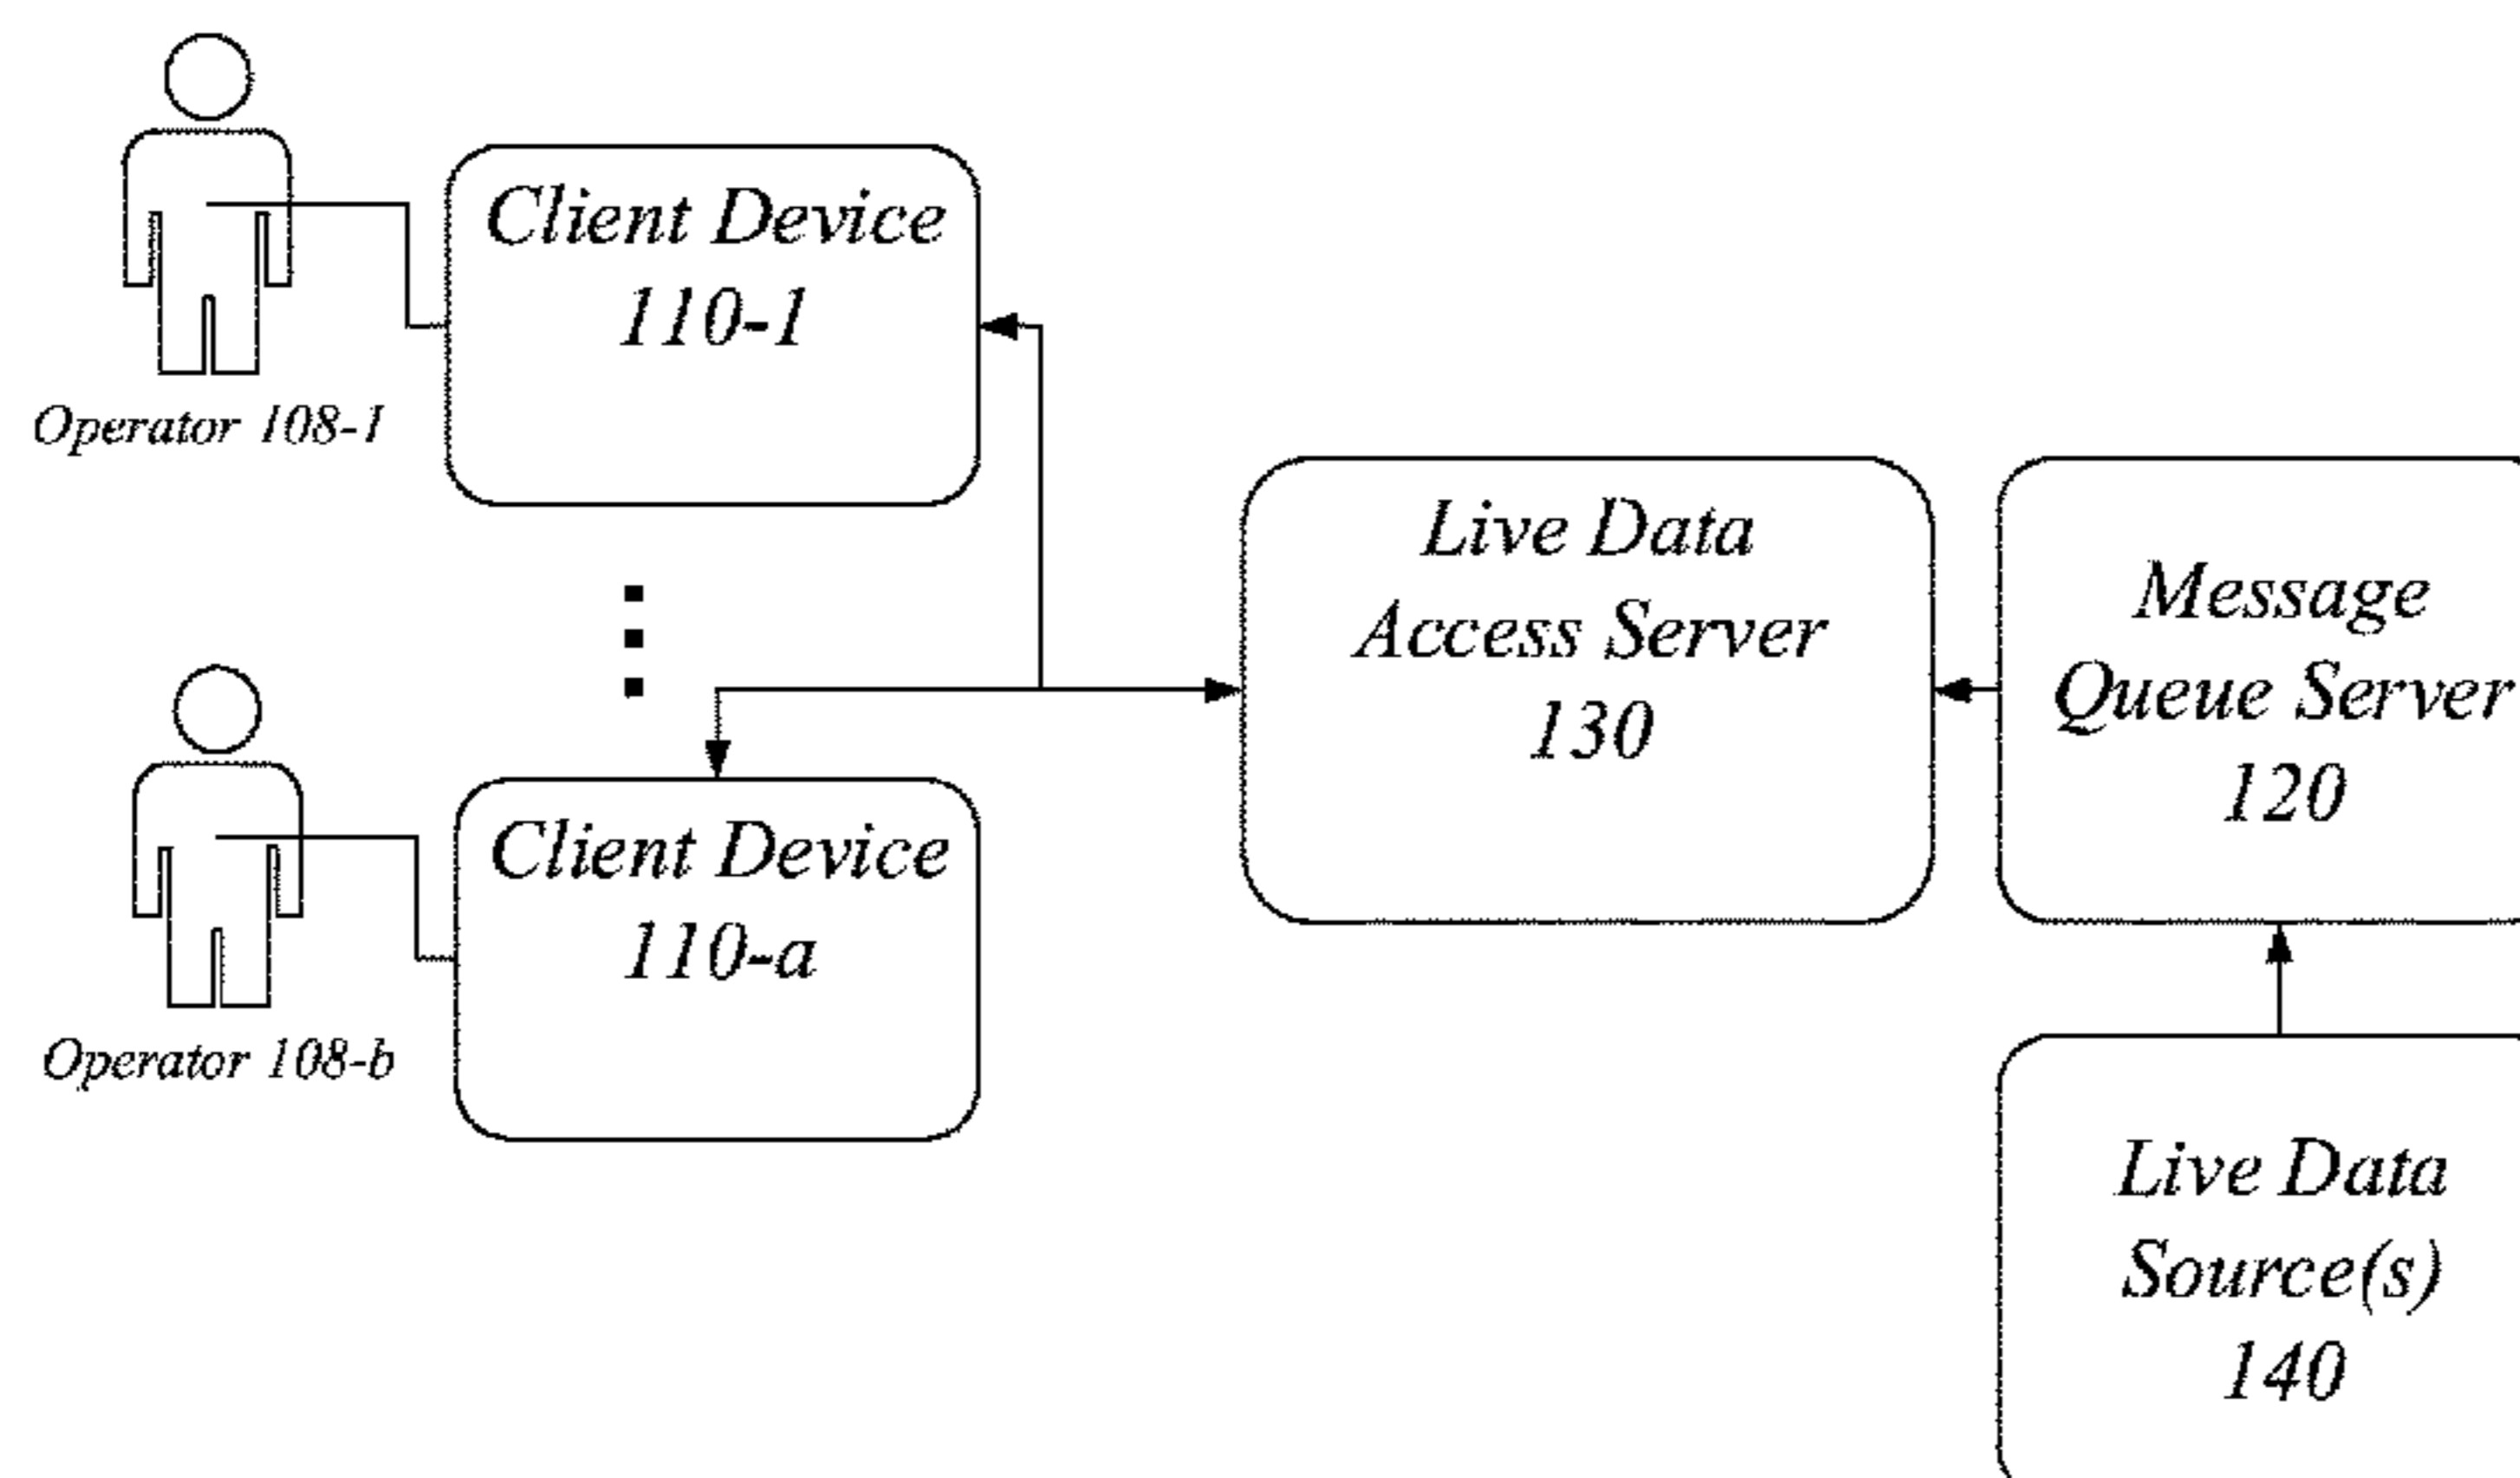 Client Device
110-1
Operator 108-1
Live Data
Access Server
130
Message
Queue Server
120
Client Device
110-a
Operator 108-b
Live Data
Source(s)
140